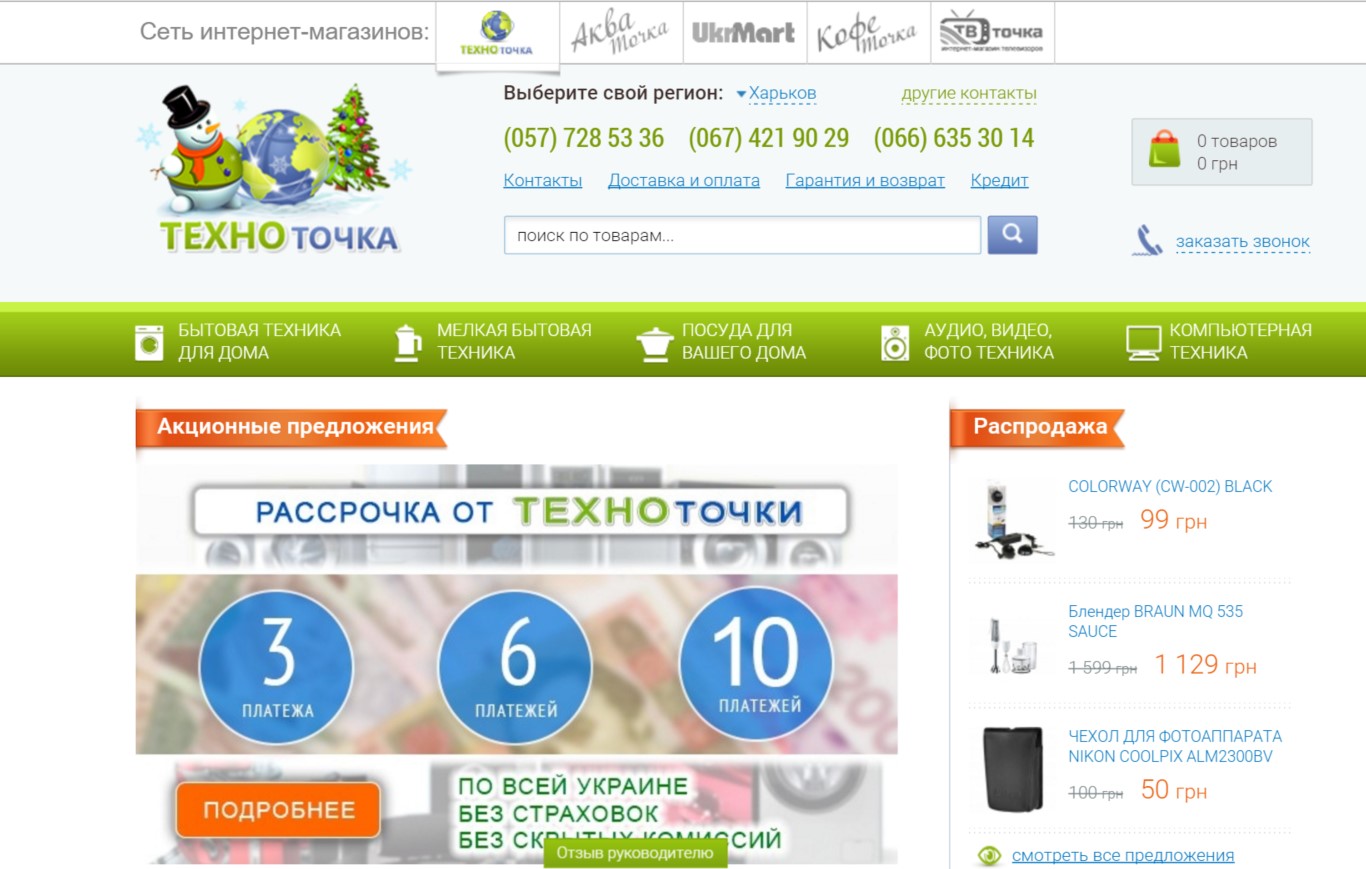 Сеть интернет-магазинов:
ТЕХНОТОЧКА
Аква точка
UkrMart
Кофе точка
ТВ точка
интернет-магазин телевизоров
Выберите свой регион: Харьков
другие контакты
(057) 728 53 36 (067) 421 90 29 (066) 635 30 14
Контакты Доставка и оплата Гарантия и возврат Кредит
поиск по товарам...
0 товаров
0 грн
заказать звонок
ТЕХНОТОЧКА
БЫТОВАЯ ТЕХНИКА
ДЛЯ ДОМА
МЕЛКАЯ БЫТОВАЯ
ТЕХНИКА
ПОСУДА ДЛЯ
ВАШЕГО ДОМА
АУДИО, ВИДЕО,
ФОТО ТЕХНИКА
КОМПЬЮТЕРНАЯ
ТЕХНИКА
Акционные предложения
РАССРОЧКА ОТ ТЕХНОТОЧКИ
3
ПЛАТЕЖА
6
ПЛАТЕЖЕЙ
10
ПЛАТЕЖЕЙ
ПОДРОБНЕЕ
ПО ВСЕЙ УКРАИНЕ
БЕЗ СТРАХОВОК
БЕЗ СКРЫТЫХ КОМИССИЙ
Отзыв руководителю
Распродажа
COLORWAY (CW-002) BLACK
130 грн 99 грн
Блендер BRAUN MQ 535
SAUCE
1 599 грн 1 129 грн
ЧЕХОЛ ДЛЯ ФОТОАППАРАТА
NIKON COOLPIX ALM2300BV
100 грн 50 грн
смотреть все предложения